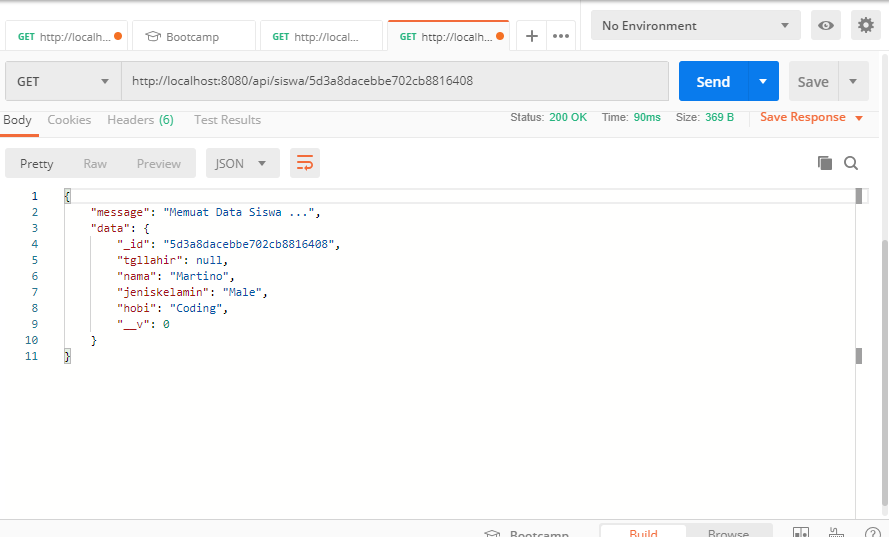 GET http://localh... Bootcamp GET http://local... GET http://localh... + ••• No Environment
GET http://localhost:8080/api/siswa/5d3a8dacebbe702cb8816408 Send Save
Body Cookies Headers (6) Test Results Status: 200 OK Time: 90ms Size: 369 B Save Response
Pretty Raw Preview JSON
1 {
2 "message": "Memuat Data Siswa ...",
3 "data": {
4 "_id": "5d3a8dacebbe702cb8816408",
5 "tgllahir": null,
6 "nama": "Martino",
7 "jeniskelamin": "Male",
8 "hobi": "Coding",
9 "__v": 0
10 }
11 }
Bootcamp Build Browse ?